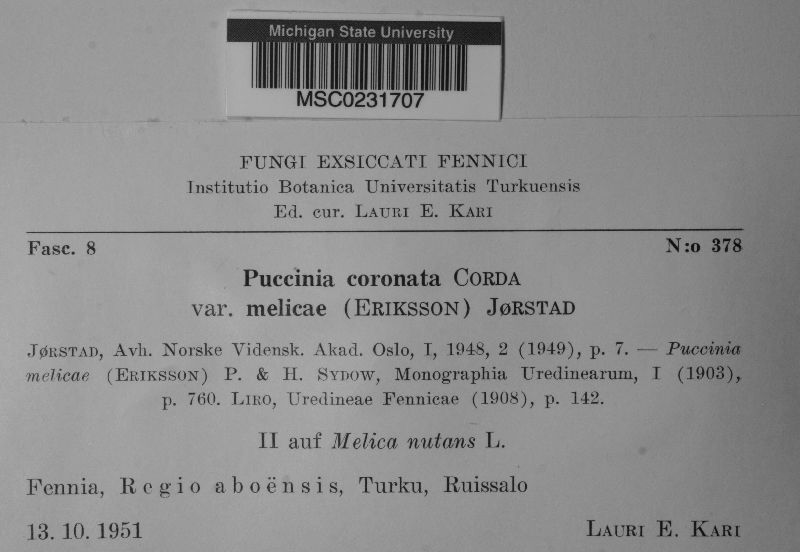 Michigan State University
MSC0231707
FUNGI EXSICCATI FENNICI
Institutio Botanica Universitatis Turkuensis
Ed. cur. LAURI E. KARI
Fasc. 8 N:o 378
Puccinia coronata CORDA
var. melicae (ERIKSSON) JØRSTAD
JØRSTAD, Avh. Norske Vidensk. Akad. Oslo, I, 1948, 2 (1949), p. 7. — Puccinia
melicae (ERIKSSON) P. & H. SYDOW, Monographia Uredinearum, I (1903),
p. 760. LIRO, Uredineae Fennicae (1908), p. 142.
II auf Melica nutans L.
Fennia, Regio aboënsis, Turku, Ruissalo
13. 10. 1951 LAURI E. KARI